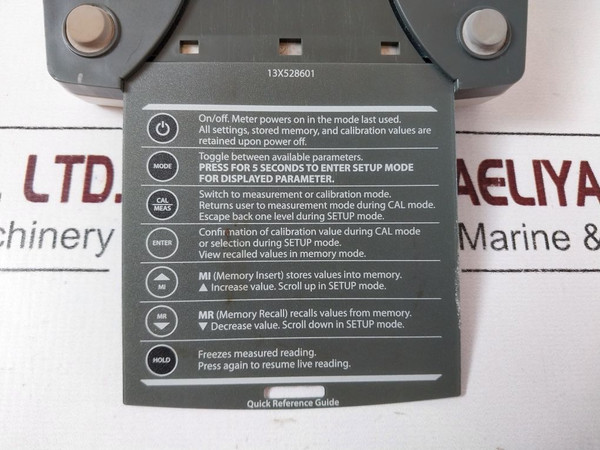 13X528601
On/off. Meter powers on in the mode last used.
All settings, stored memory, and calibration values are
retained upon power off.
MODE
Toggle between available parameters.
PRESS FOR 5 SECONDS TO ENTER SETUP MODE
FOR DISPLAYED PARAMETER.
CAL
MEAS
Switch to measurement or calibration mode.
Returns user to measurement mode during CAL mode.
Escape back one level during SETUP mode.
ENTER
Confirmation of calibration value during CAL mode
or selection during SETUP mode.
View recalled values in memory mode.
MI
MI (Memory Insert) stores values into memory.
▲ Increase value. Scroll up in SETUP mode.
MR
MR (Memory Recall) recalls values from memory.
▼ Decrease value. Scroll down in SETUP mode.
HOLD
Freezes measured reading.
Press again to resume live reading.
Quick Reference Guide
LTD.
AELIYA
chinery
Marine &